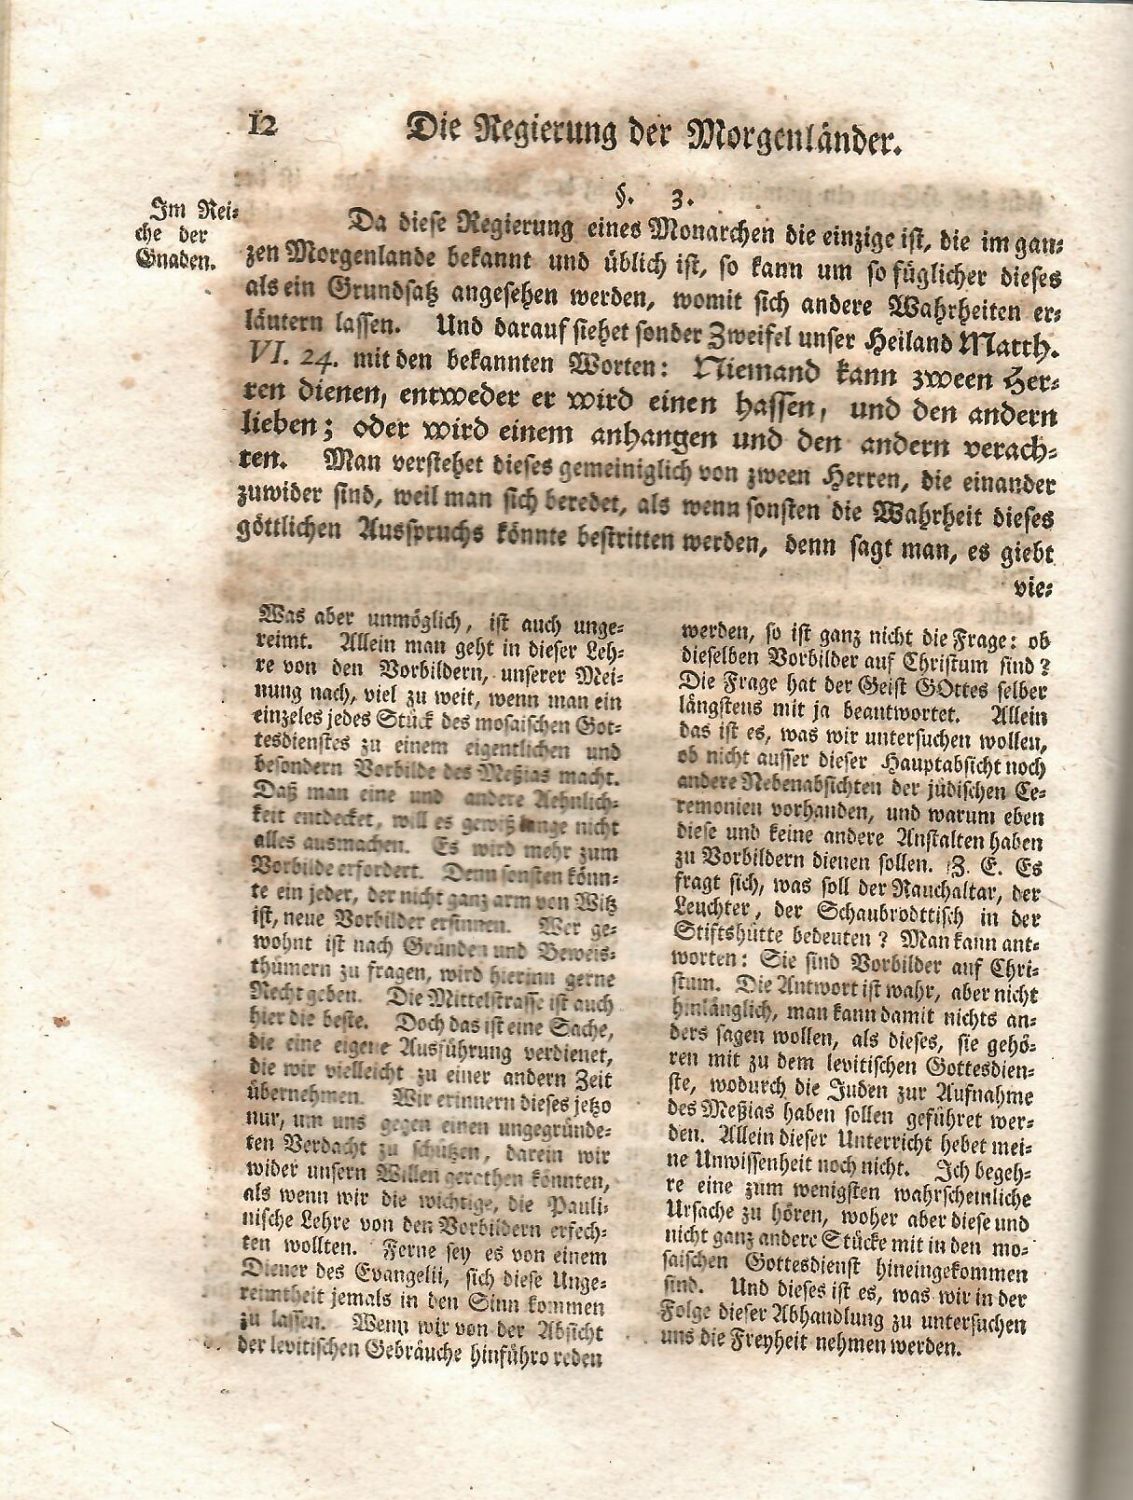 12 Die Regierung der Morgenländer.
§. 3.
Im Rei⸗
che der
Gnaden.
Da diese Regierung eines Monarchen die einzige ist, die im gan⸗
zen Morgenlande bekannt und üblich ist, so kann um so füglicher dieses
als ein Grundsatz angesehen werden, womit sich andere Wahrheiten er⸗
läutern lassen. Und darauf siehet sonder Zweifel unser Heiland Matth.
VI. 24. mit den bekannten Worten: Niemand kann zween Her⸗
ren dienen, entweder er wird einen hassen, und den andern
lieben; oder wird einem anhangen und den andern verach⸗
ten. Man verstehet dieses gemeiniglich von zween Herren, die einander
zuwider sind, weil man sich beredet, als wenn sonsten die Wahrheit dieses
göttlichen Ausspruchs könnte bestritten werden, denn sagt man, es giebt
vie⸗
Was aber unmöglich, ist auch unge⸗
reimt. Allein man geht in dieser Leh⸗
re von den Vorbildern, unserer Mei⸗
nung nach, viel zu weit, wenn man ein
einzeles jedes Stück des mosaischen Got⸗
tesdienstes zu einem eigentlichen und
besondern Vorbilde des Meßias macht.
Daß man eine und andere Aehnlich⸗
keit entdecket, will es gewiß lange nicht
alles ausmachen. Es wird mehr zum
Vorbilde erfordert. Denn sonsten könn⸗
te ein jeder, der nicht ganz arm von Witz
ist, neue Vorbilder ersinnen. Wer ge⸗
wohnt ist nach Gründen und Beweis⸗
thümern zu fragen, wird hierinn gerne
Recht geben. Die Mittelstrasse ist auch
hier die beste. Doch das ist eine Sache,
die eine eigene Ausführung verdienet,
die wir vielleicht zu einer andern Zeit
übernehmen. Wir erinnern dieses jetzo
nur, um uns gegen einen ungegründe⸗
ten Verdacht zu schützen, darein wir
wider unsern Willen gerathen könnten,
als wenn wir die wichtige, die Pauli⸗
nische Lehre von den Vorbildern erfech⸗
ten wollten. Ferne sey es von einem
Diener des Evangelii, sich diese Unge⸗
reimtheit jemals in den Sinn kommen
zu lassen. Wenn wir von der Absicht
der levitischen Gebräuche hinführo reden
werden, so ist ganz nicht die Frage: ob
dieselben Vorbilder auf Christum sind?
Die Frage hat der Geist GOttes selber
längstens mit ja beantwortet. Allein
das ist es, was wir untersuchen wollen,
ob nicht ausser dieser Hauptabsicht noch
andere Nebenabsichten der jüdischen Ce⸗
remonien vorhanden, und warum eben
diese und keine andere Anstalten haben
zu Vorbildern dienen sollen. Z. E. Es
fragt sich, was soll der Rauchaltar, der
Leuchter, der Schaubrodttisch in der
Stiftshütte bedeuten? Man kann ant⸗
worten: Sie sind Vorbilder auf Chri⸗
stum. Die Antwort ist wahr, aber nicht
hinlänglich, man kann damit nichts an⸗
ders sagen wollen, als dieses, sie gehö⸗
ren mit zu dem levitischen Gottesdien⸗
ste, wodurch die Juden zur Aufnahme
des Meßias haben sollen geführet wer⸗
den. Allein dieser Unterricht hebet mei⸗
ne Unwissenheit noch nicht. Ich begeh⸗
re eine zum wenigsten wahrscheinliche
Ursache zu hören, woher aber diese und
nicht ganz andere Stücke mit in den mo⸗
saischen Gottesdienst hineingekommen
sind. Und dieses ist es, was wir in der
Folge dieser Abhandlung zu untersuchen
uns die Freyheit nehmen werden.